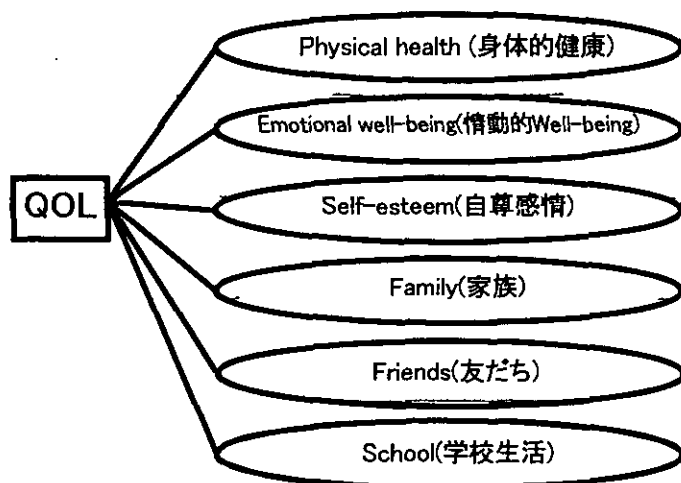 Physical health (身体的健康)
Emotional well-being(情動的Well-being)
QOL
Self-esteem(自尊感情)
Family(家族)
Friends(友だち)
School(学校生活)